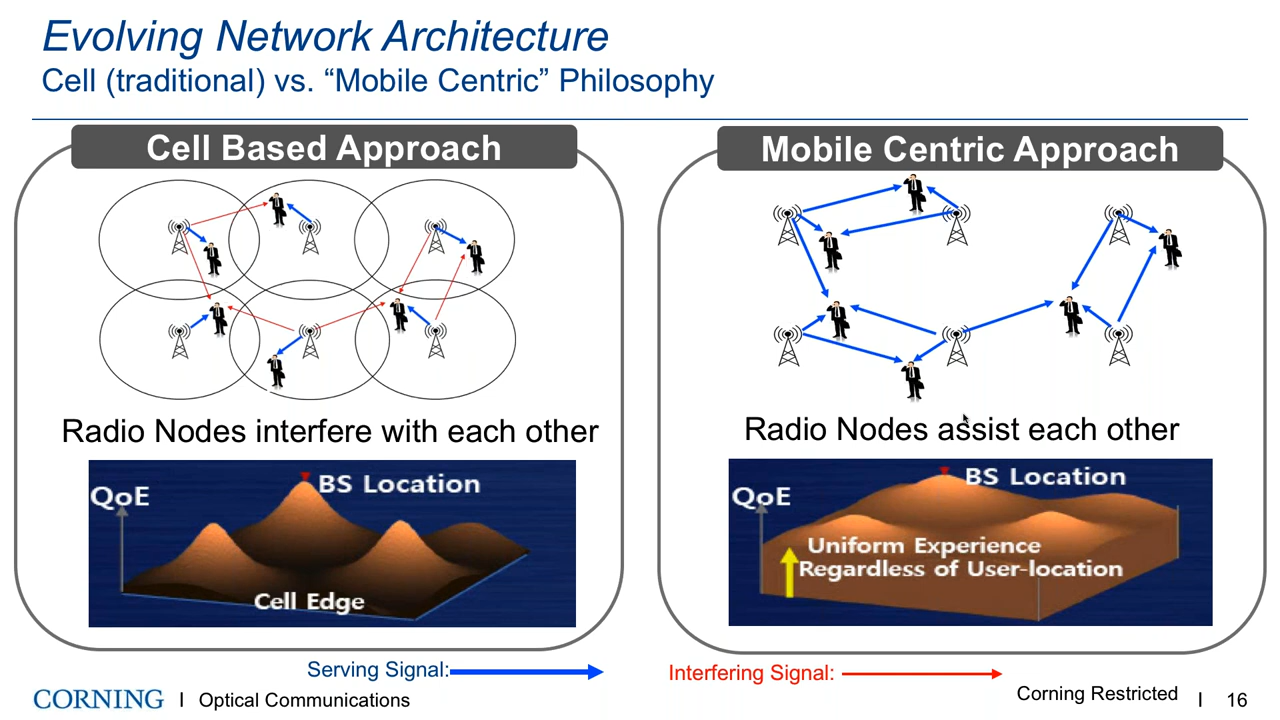 Evolving Network Architecture
Cell (traditional) vs. “Mobile Centric” Philosophy
Cell Based Approach
Radio Nodes interfere with each other
QoE
BS Location
Cell Edge
Mobile Centric Approach
Radio Nodes assist each other
QoE
BS Location
Uniform Experience
Regardless of User-location
Serving Signal:
Interfering Signal:
CORNING I Optical Communications
Corning Restricted I 16